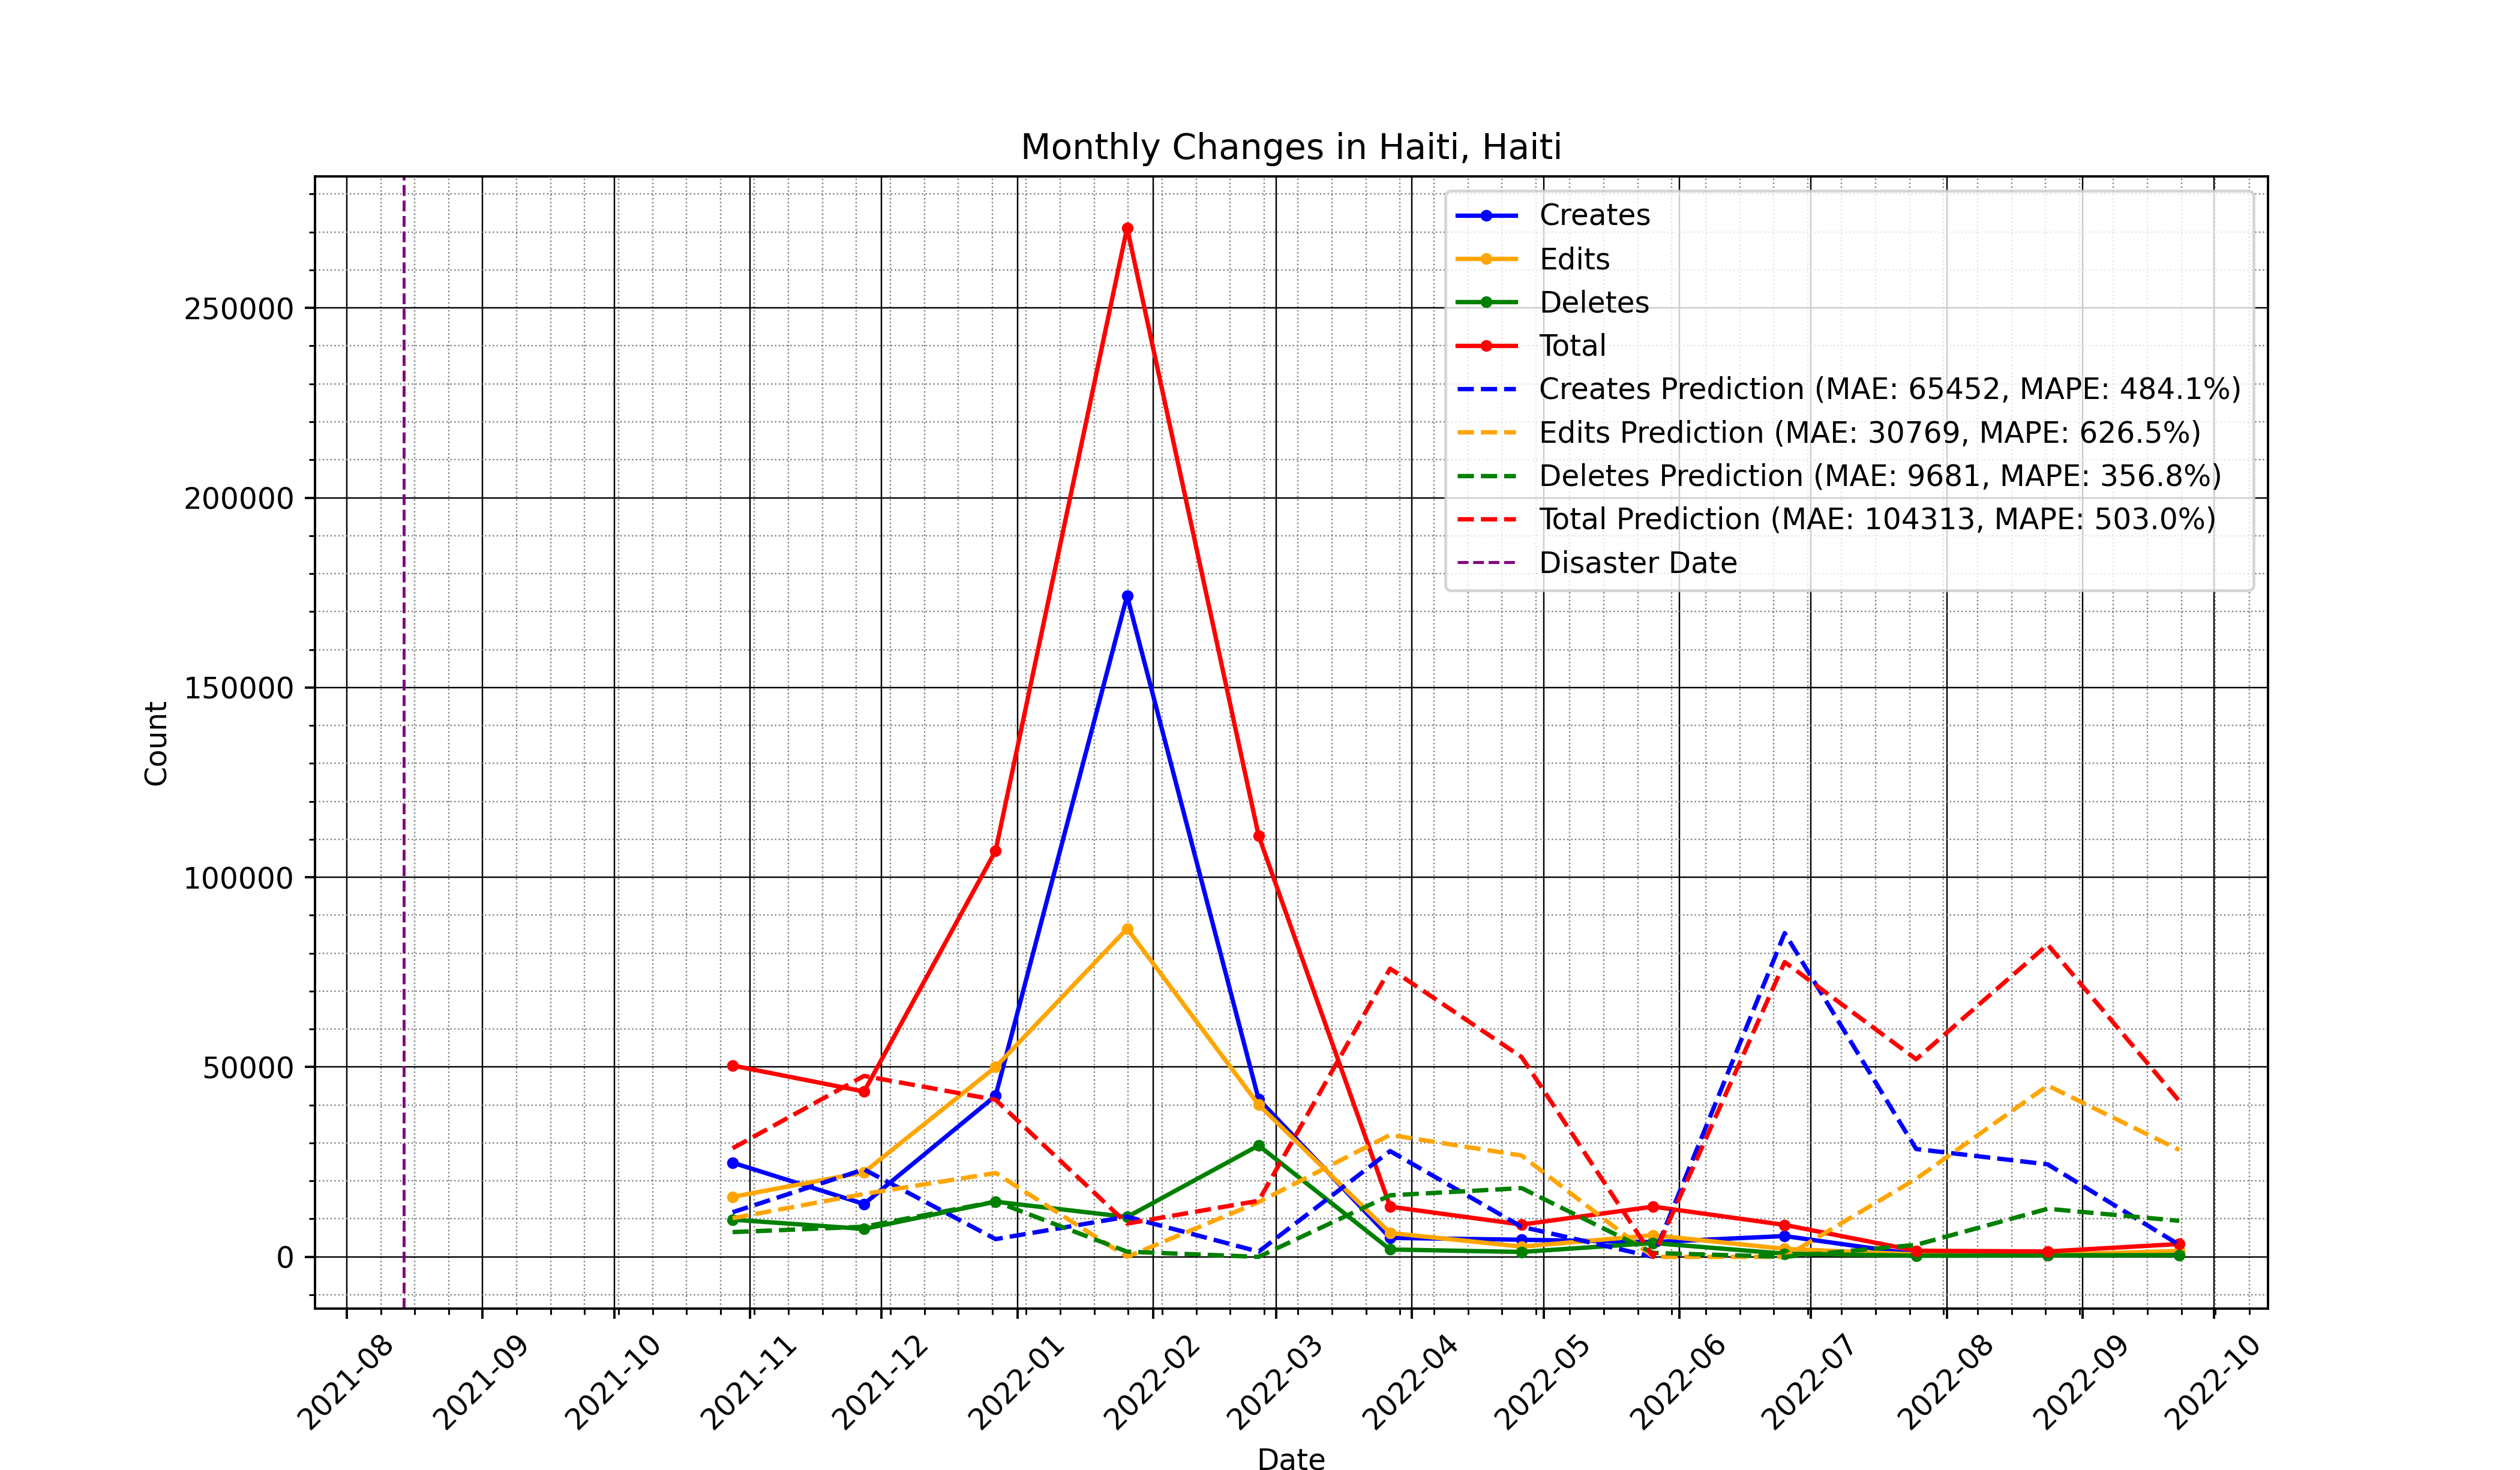 Monthly Changes in Haiti, Haiti
Creates
Edits
Deletes
Total
Creates Prediction (MAE: 65452, MAPE: 484.1%)
Edits Prediction (MAE: 30769, MAPE: 626.5%)
Deletes Prediction (MAE: 9681, MAPE: 356.8%)
Total Prediction (MAE: 104313, MAPE: 503.0%)
Disaster Date
Count
250000
200000
150000
100000
50000
0
2021-08
2021-09
2021-10
2021-11
2021-12
2022-01
2022-02
2022-03
2022-04
2022-05
2022-06
2022-07
2022-08
2022-09
2022-10
Date